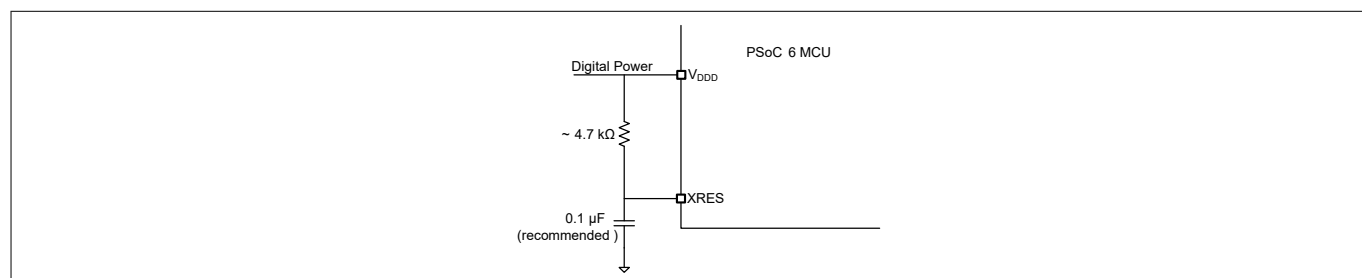 PSoC 6 MCU
Digital Power
VDDD
~ 4.7 kΩ
XRES
0.1 µF
(recommended )